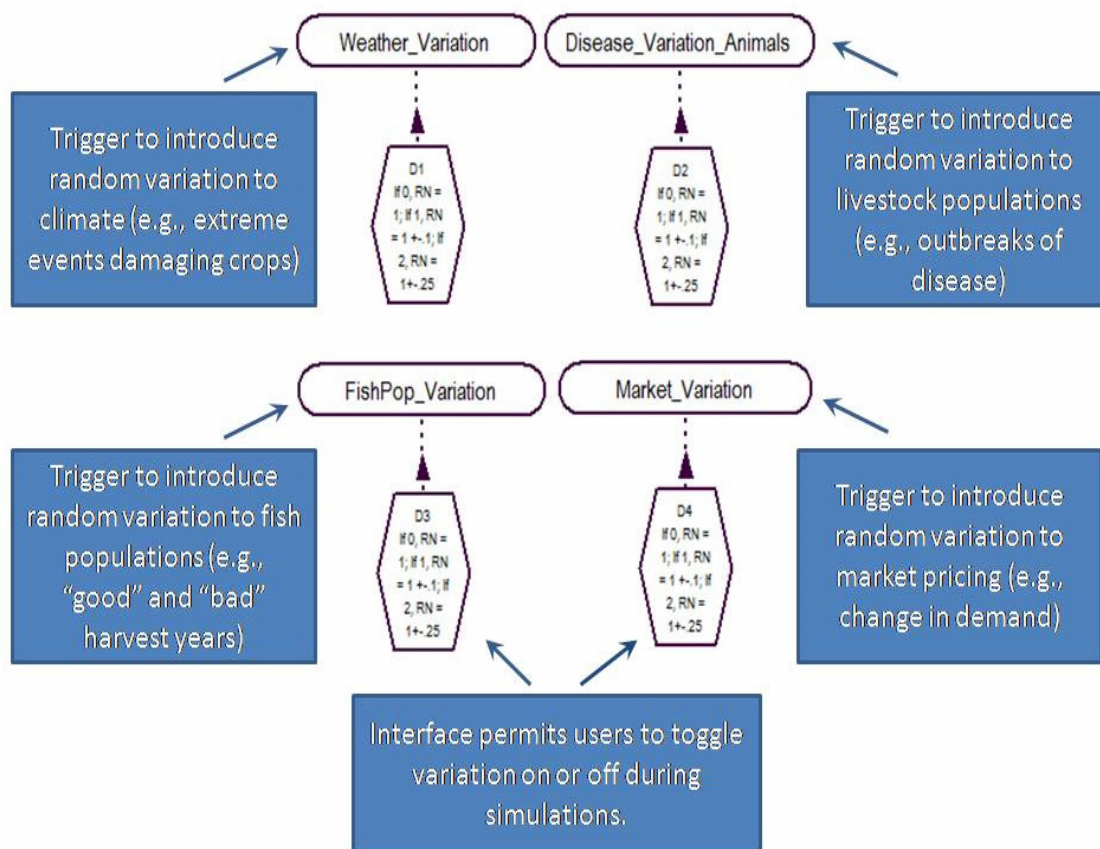 Weather_Variation
Disease_Variation_Animals
Trigger to introduce
random variation to
climate (e.g., extreme
events damaging crops)
D1
If 0, RN =
1; If 1, RN
= 1 +-.1; If
2, RN =
1+-.25
D2
If 0, RN =
1; If 1, RN
= 1 +-.1; If
2, RN =
1+-.25
Trigger to introduce
random variation to
livestock populations
(e.g., outbreaks of
disease)
FishPop_Variation
Market_Variation
Trigger to introduce
random variation to fish
populations (e.g.,
“good” and “bad”
harvest years)
D3
If 0, RN =
1; If 1, RN
= 1 +-.1; If
2, RN =
1+-.25
D4
If 0, RN =
1; If 1, RN
= 1 +-.1; If
2, RN =
1+-.25
Trigger to introduce
random variation to
market pricing (e.g.,
change in demand)
Interface permits users to toggle
variation on or off during
simulations.